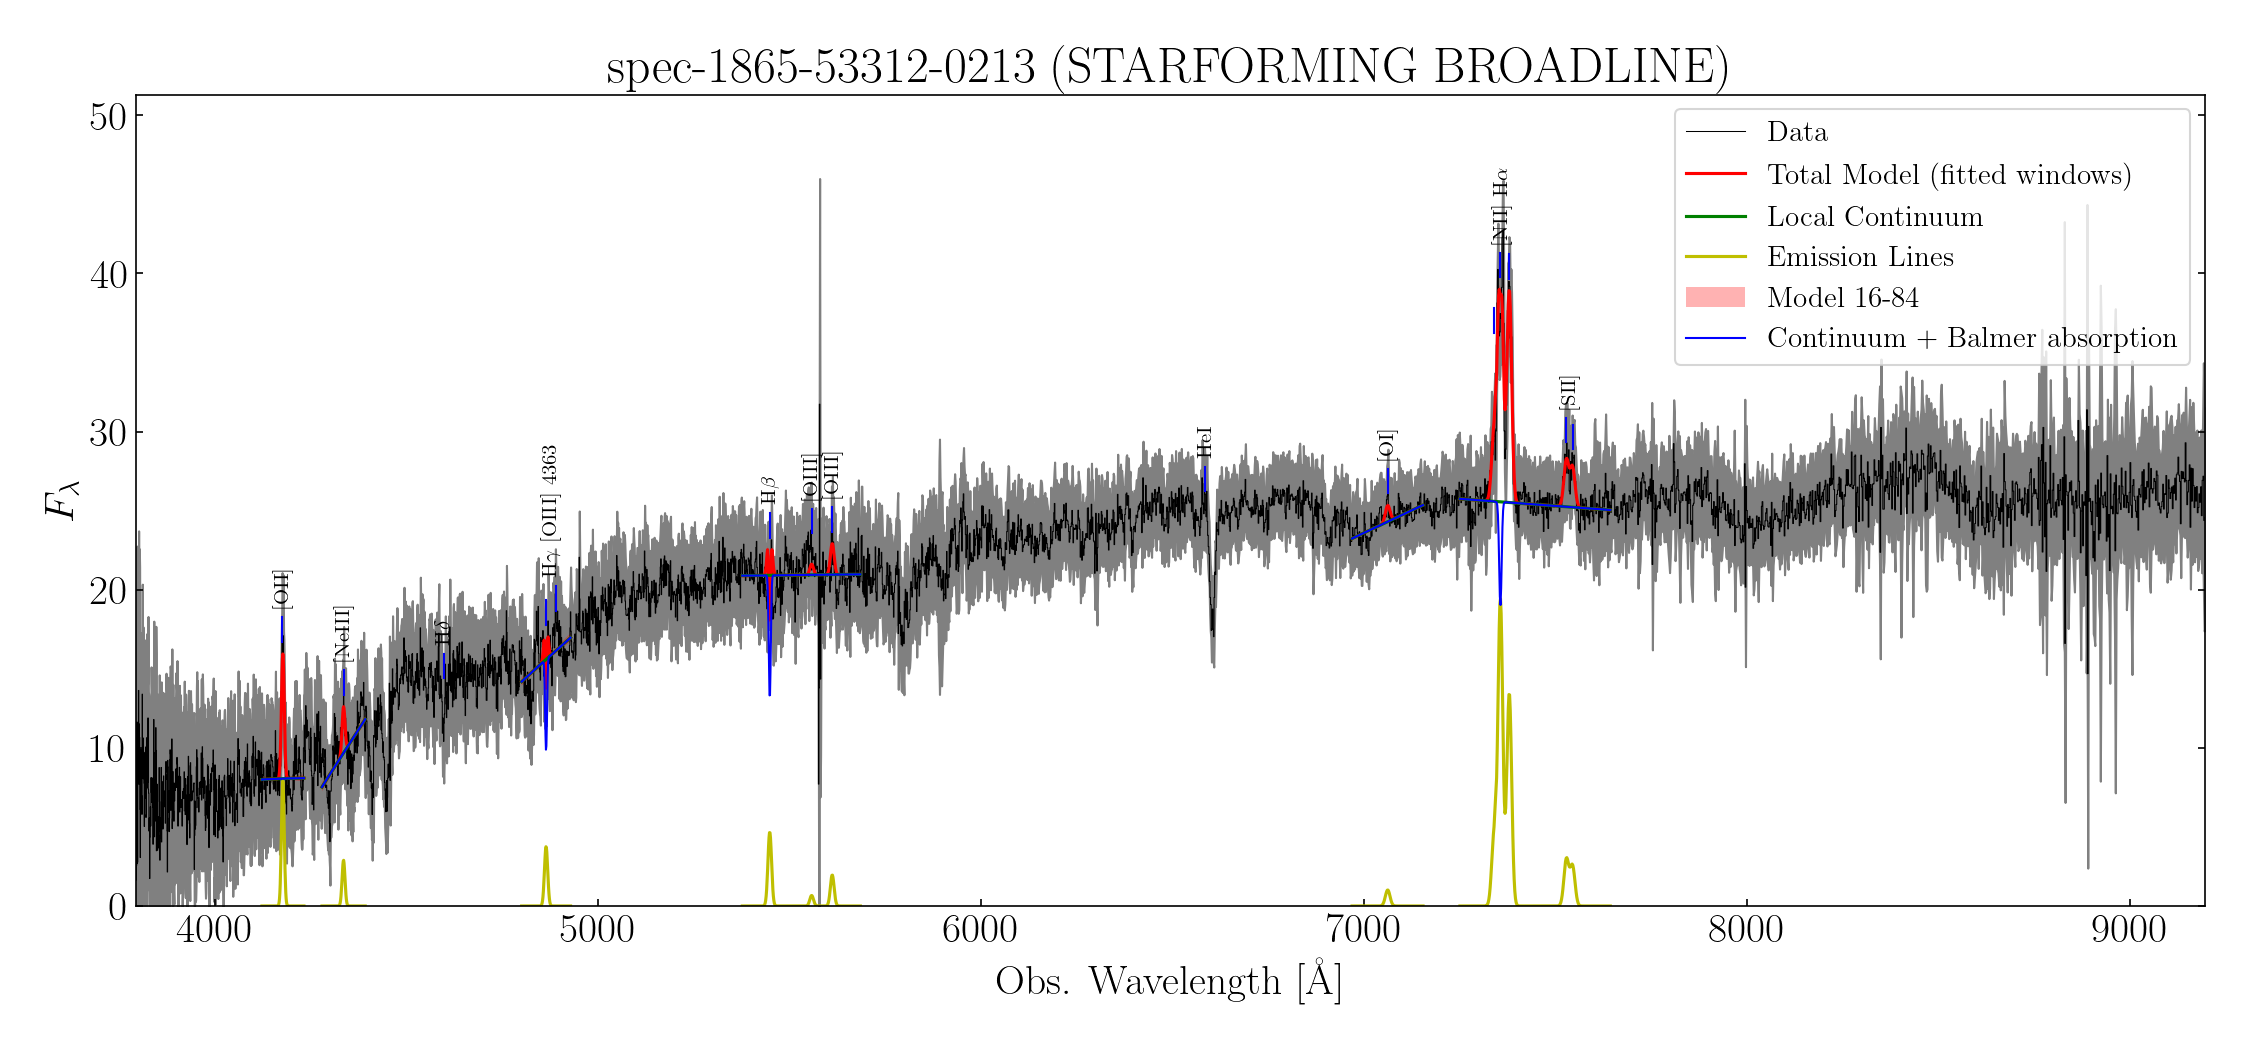 spec-1865-53312-0213 (STARFORMING BROADLINE)
Data
Total Model (fitted windows)
Local Continuum
Emission Lines
Model 16-84
Continuum + Balmer absorption
[OII]
[NeIII]
Hδ
Hγ [OIII] 4363
Hβ
[OIII]
[OIII]
HeI
[OI]
[NII] Hα
[SII]
50
40
30
20
10
0
4000 5000 6000 7000 8000 9000
Fλ
Obs. Wavelength [Å]